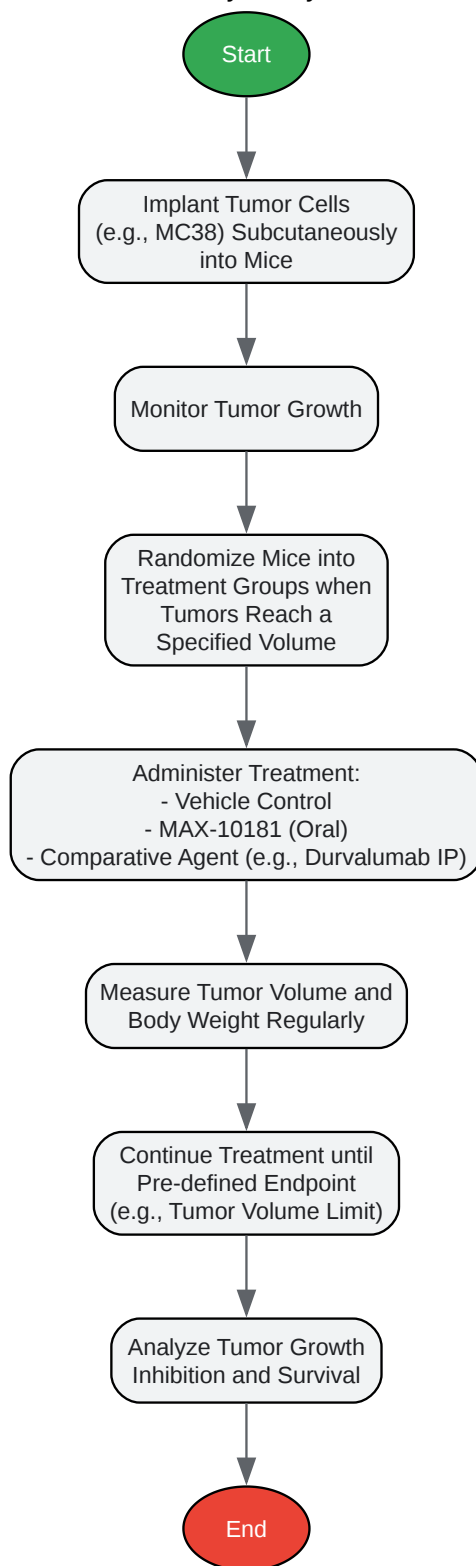 Start
Implant Tumor Cells
(e.g., MC38) Subcutaneously
into Mice
Monitor Tumor Growth
Randomize Mice into
Treatment Groups when
Tumors Reach a
Specified Volume
Administer Treatment:
- Vehicle Control
- MAX-10181 (Oral)
- Comparative Agent (e.g., Durvalumab IP)
Measure Tumor Volume and
Body Weight Regularly
Continue Treatment until
Pre-defined Endpoint
(e.g., Tumor Volume Limit)
Analyze Tumor Growth
Inhibition and Survival
End